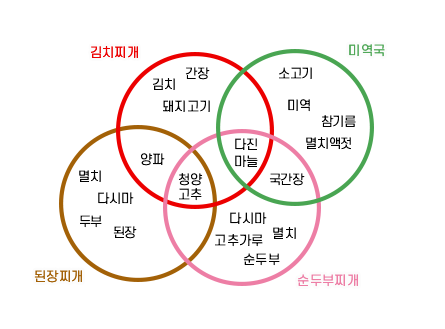 김치찌개
미역국
간장
김치
돼지고기
소고기
미역
참기름
멸치액젓
다진
마늘
양파
청양
고추
국간장
멸치
다시마
두부
된장
다시마
고추가루
멸치
순두부
된장찌개
순두부찌개